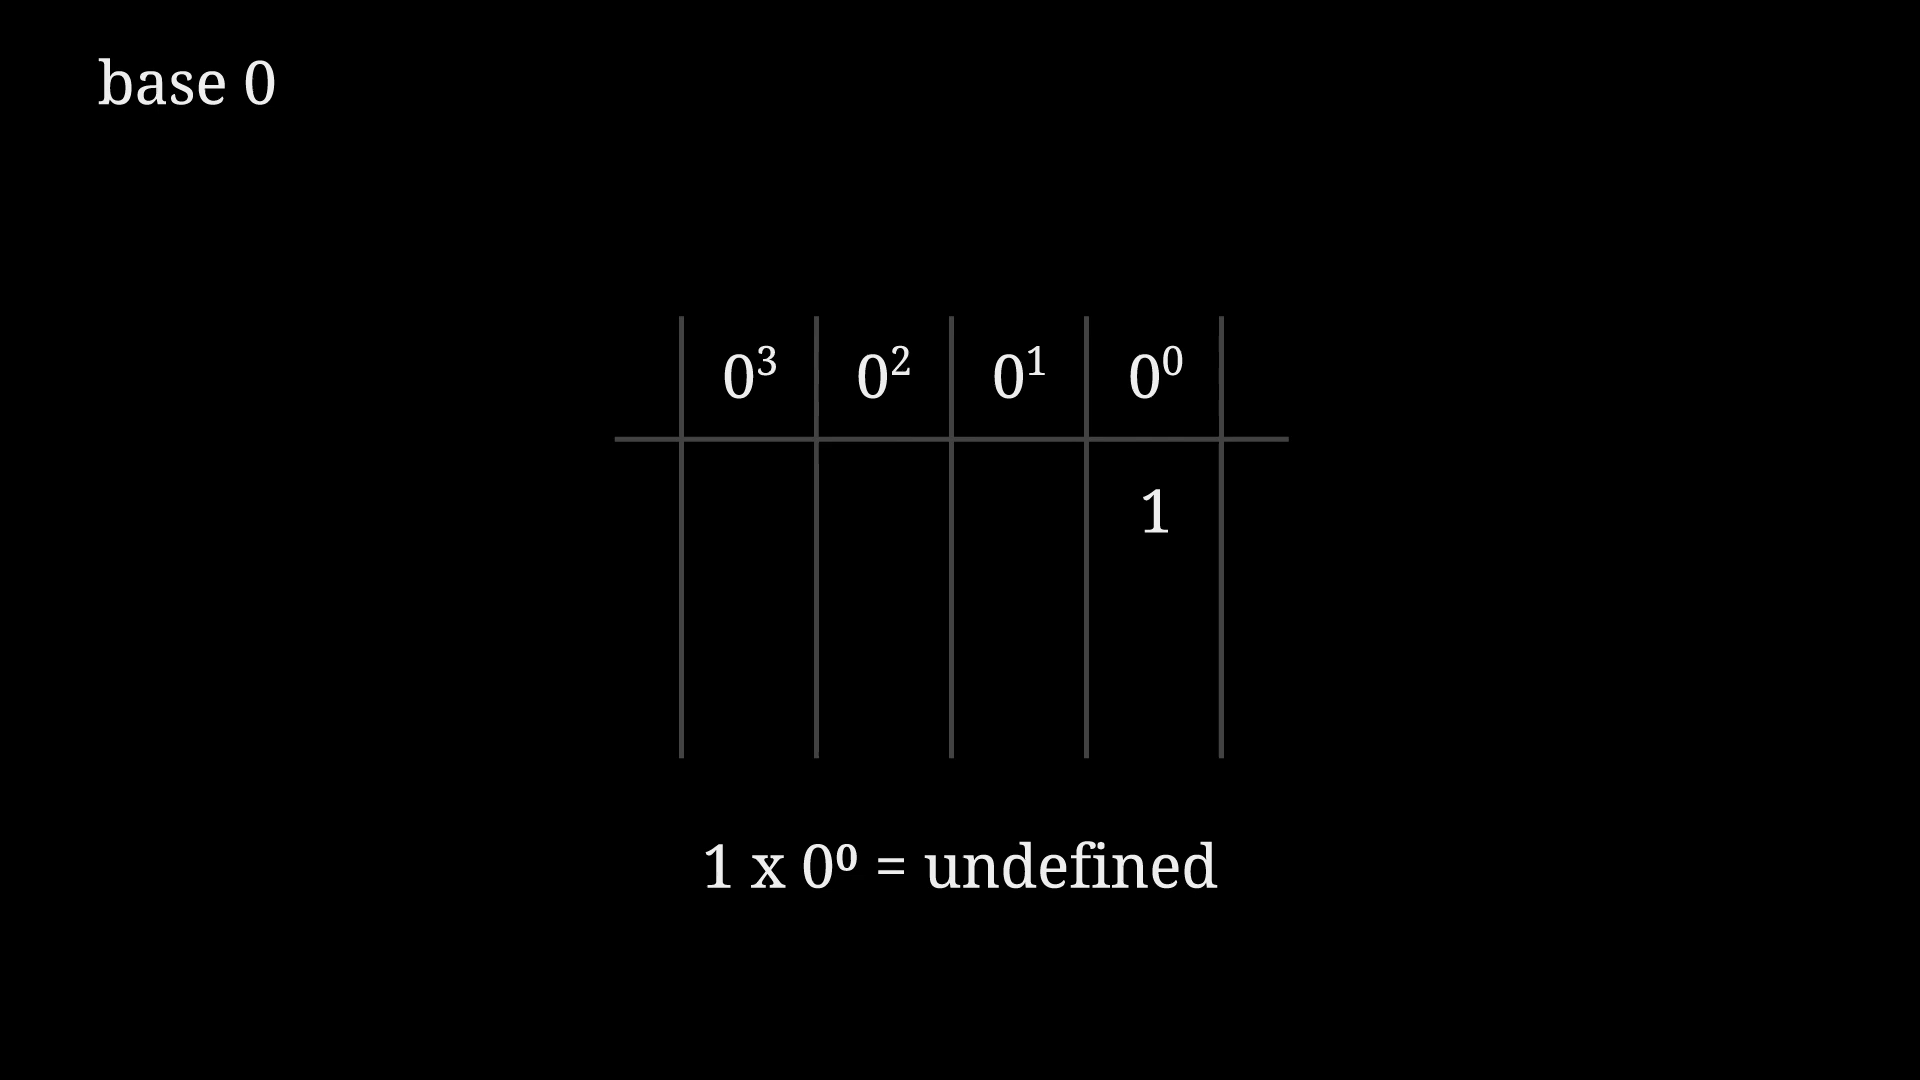 base 0
0³ 0² 0¹ 0⁰
1
1 x 0⁰ = undefined